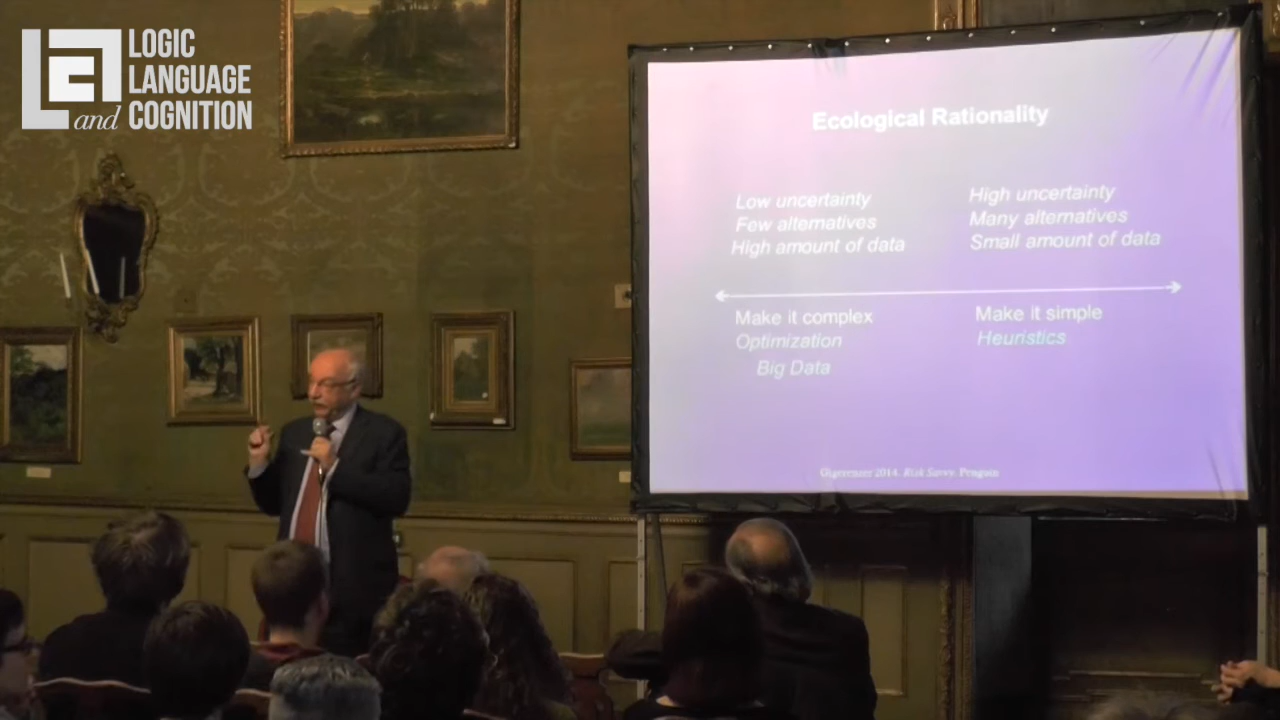 LOGIC
LANGUAGE
and COGNITION
Ecological Rationality
Low uncertainty
Few alternatives
High amount of data
High uncertainty
Many alternatives
Small amount of data
Make it complex
Optimization
Big Data
Make it simple
Heuristics
Gigerenzer 2014. Risk Savvy. Penguin